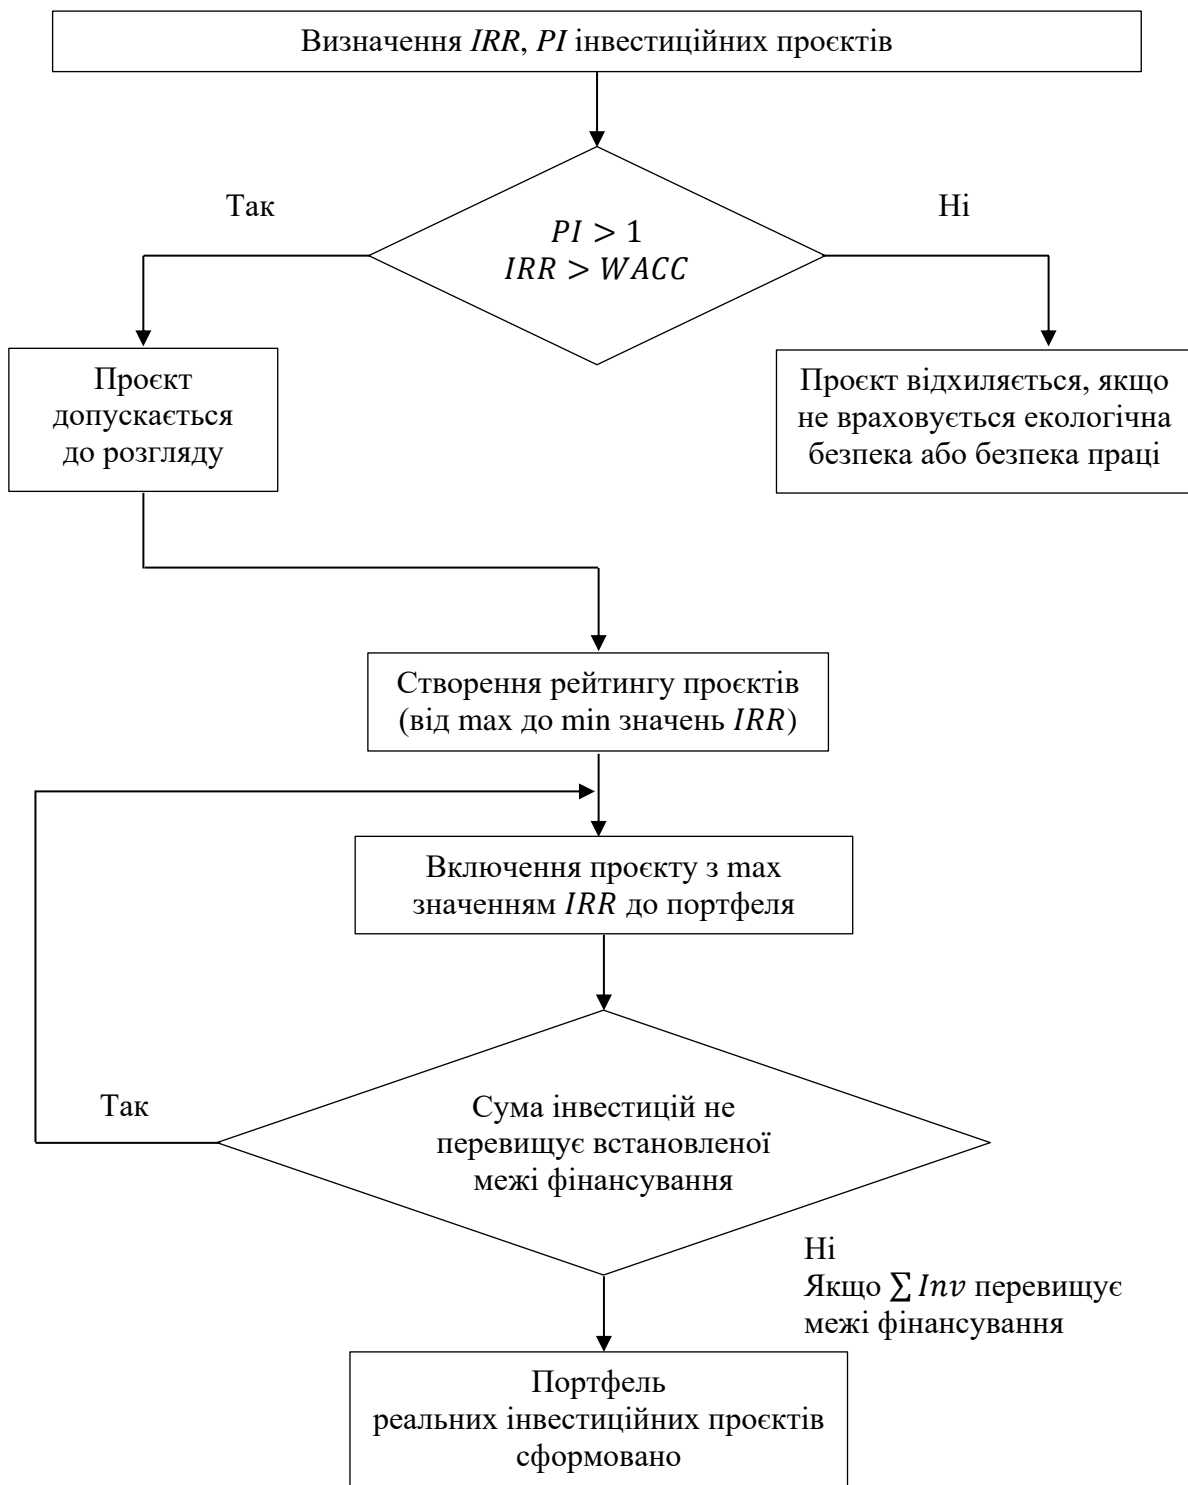 Визначення IRR, PI інвестиційних проєктів
Так
Ні
PI > 1
IRR > WACC
Проєкт
допускається
до розгляду
Проєкт відхиляється, якщо
не враховується екологічна
безпека або безпека праці
Створення рейтингу проєктів
(від max до min значень IRR)
Включення проєкту з max
значенням IRR до портфеля
Так
Сума інвестицій не
перевищує встановленої
межі фінансування
Ні
Якщо ∑ Inv перевищує
межі фінансування
Портфель
реальних інвестиційних проєктів
сформовано